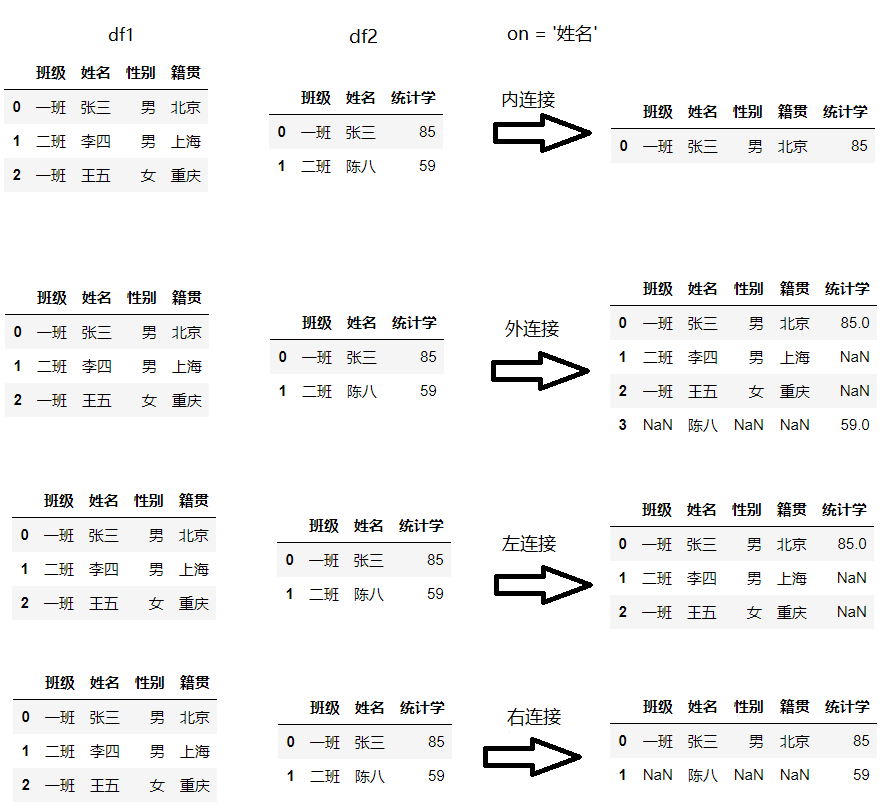 df1 df2 on = '姓名'
班级 姓名 性别 籍贯
0 一班 张三 男 北京
1 二班 李四 男 上海
2 一班 王五 女 重庆
班级 姓名 统计学
0 一班 张三 85
1 二班 陈八 59
内连接
班级 姓名 性别 籍贯 统计学
0 一班 张三 男 北京 85
班级 姓名 性别 籍贯
0 一班 张三 男 北京
1 二班 李四 男 上海
2 一班 王五 女 重庆
班级 姓名 统计学
0 一班 张三 85
1 二班 陈八 59
外连接
班级 姓名 性别 籍贯 统计学
0 一班 张三 男 北京 85.0
1 二班 李四 男 上海 NaN
2 一班 王五 女 重庆 NaN
3 NaN 陈八 NaN NaN 59.0
班级 姓名 性别 籍贯
0 一班 张三 男 北京
1 二班 李四 男 上海
2 一班 王五 女 重庆
班级 姓名 统计学
0 一班 张三 85
1 二班 陈八 59
左连接
班级 姓名 性别 籍贯 统计学
0 一班 张三 男 北京 85.0
1 二班 李四 男 上海 NaN
2 一班 王五 女 重庆 NaN
班级 姓名 性别 籍贯
0 一班 张三 男 北京
1 二班 李四 男 上海
2 一班 王五 女 重庆
班级 姓名 统计学
0 一班 张三 85
1 二班 陈八 59
右连接
班级 姓名 性别 籍贯 统计学
0 一班 张三 男 北京 85
1 NaN 陈八 NaN NaN 59